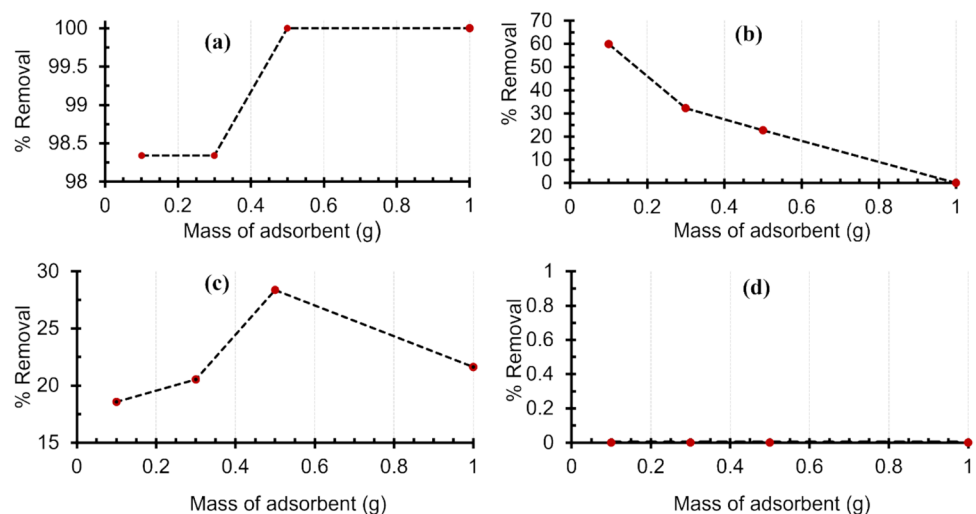 (a)
% Removal
100
99.5
99
98.5
98
0 0.2 0.4 0.6 0.8 1
Mass of adsorbent (g)
(b)
% Removal
70
60
50
40
30
20
10
0
0 0.2 0.4 0.6 0.8 1
Mass of adsorbent (g)
(c)
% Removal
30
25
20
15
0 0.2 0.4 0.6 0.8 1
Mass of adsorbent (g)
(d)
% Removal
1
0.8
0.6
0.4
0.2
0
0 0.2 0.4 0.6 0.8 1
Mass of adsorbent (g)